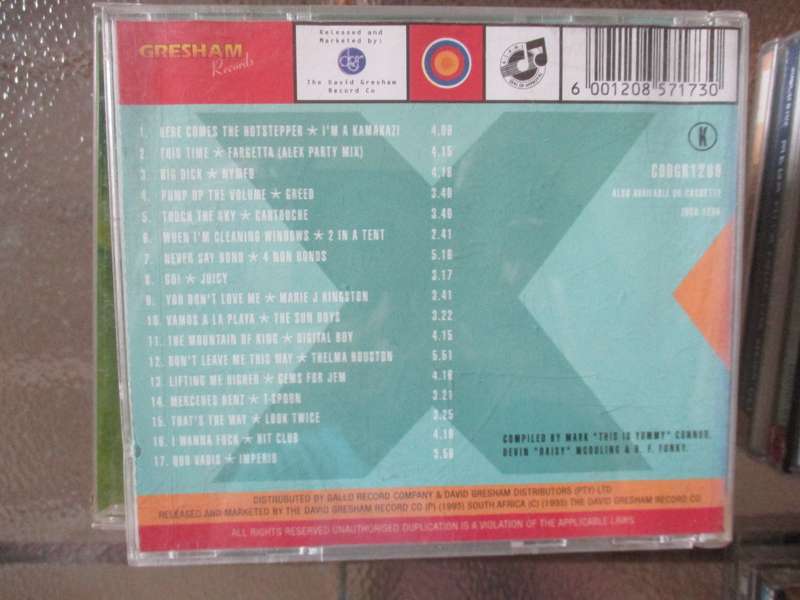 GRESHAM
Records
Released and
Marketed by:
The David Gresham
Record Co
6 001208 571730
K
1. HERE COMES THE HOTSTEPPER ★ I'M A KAMAKAZI 4.09
2. THIS TIME ★ FARGETTA (ALEX PARTY MIX) 4.15
3. BIG DICK ★ NYMFO 4.18
4. PUMP UP THE VOLUME ★ GREED 3.40
5. TOUCH THE SKY ★ CARTOUCHE 3.40
6. WHEN I'M CLEANING WINDOWS ★ 2 IN A TENT 2.41
7. NEVER SAY BOND ★ 4 NON BONDS 5.10
8. GO! ★ JUICY 3.17
9. YOU DON'T LOVE ME ★ MARIE J KINGSTON 3.41
10. VAMOS A LA PLAYA ★ THE SUN BOYS 3.22
11. THE MOUNTAIN OF KING ★ DIGITAL BOY 4.15
12. DON'T LEAVE ME THIS WAY ★ THELMA HOUSTON 5.51
13. LIFTING ME HIGHER ★ GEMS FOR JEM 4.16
14. MERCEDES BENZ ★ T-SPOON 3.21
15. THAT'S THE WAY ★ LOOK TWICE 3.25
16. I WANNA FUCK ★ HIT CLUB 4.19
17. QUO VADIS ★ IMPERIO 3.59
ALSO AVAILABLE ON CASSETTE
COMPILED BY MARK "THIS IS YUMMY" CONNOR,
DEVIN "DAISY" & D. F. FUNKY.
DISTRIBUTED BY GALLO RECORD COMPANY & DAVID GRESHAM DISTRIBUTORS (PTY) LTD
RELEASED AND MARKETED BY THE DAVID GRESHAM RECORD CO (P) (1995) SOUTH AFRICA (C) (1995) THE DAVID GRESHAM RECORD CO
ALL RIGHTS RESERVED UNAUTHORISED DUPLICATION IS A VIOLATION OF THE APPLICABLE LAWS.